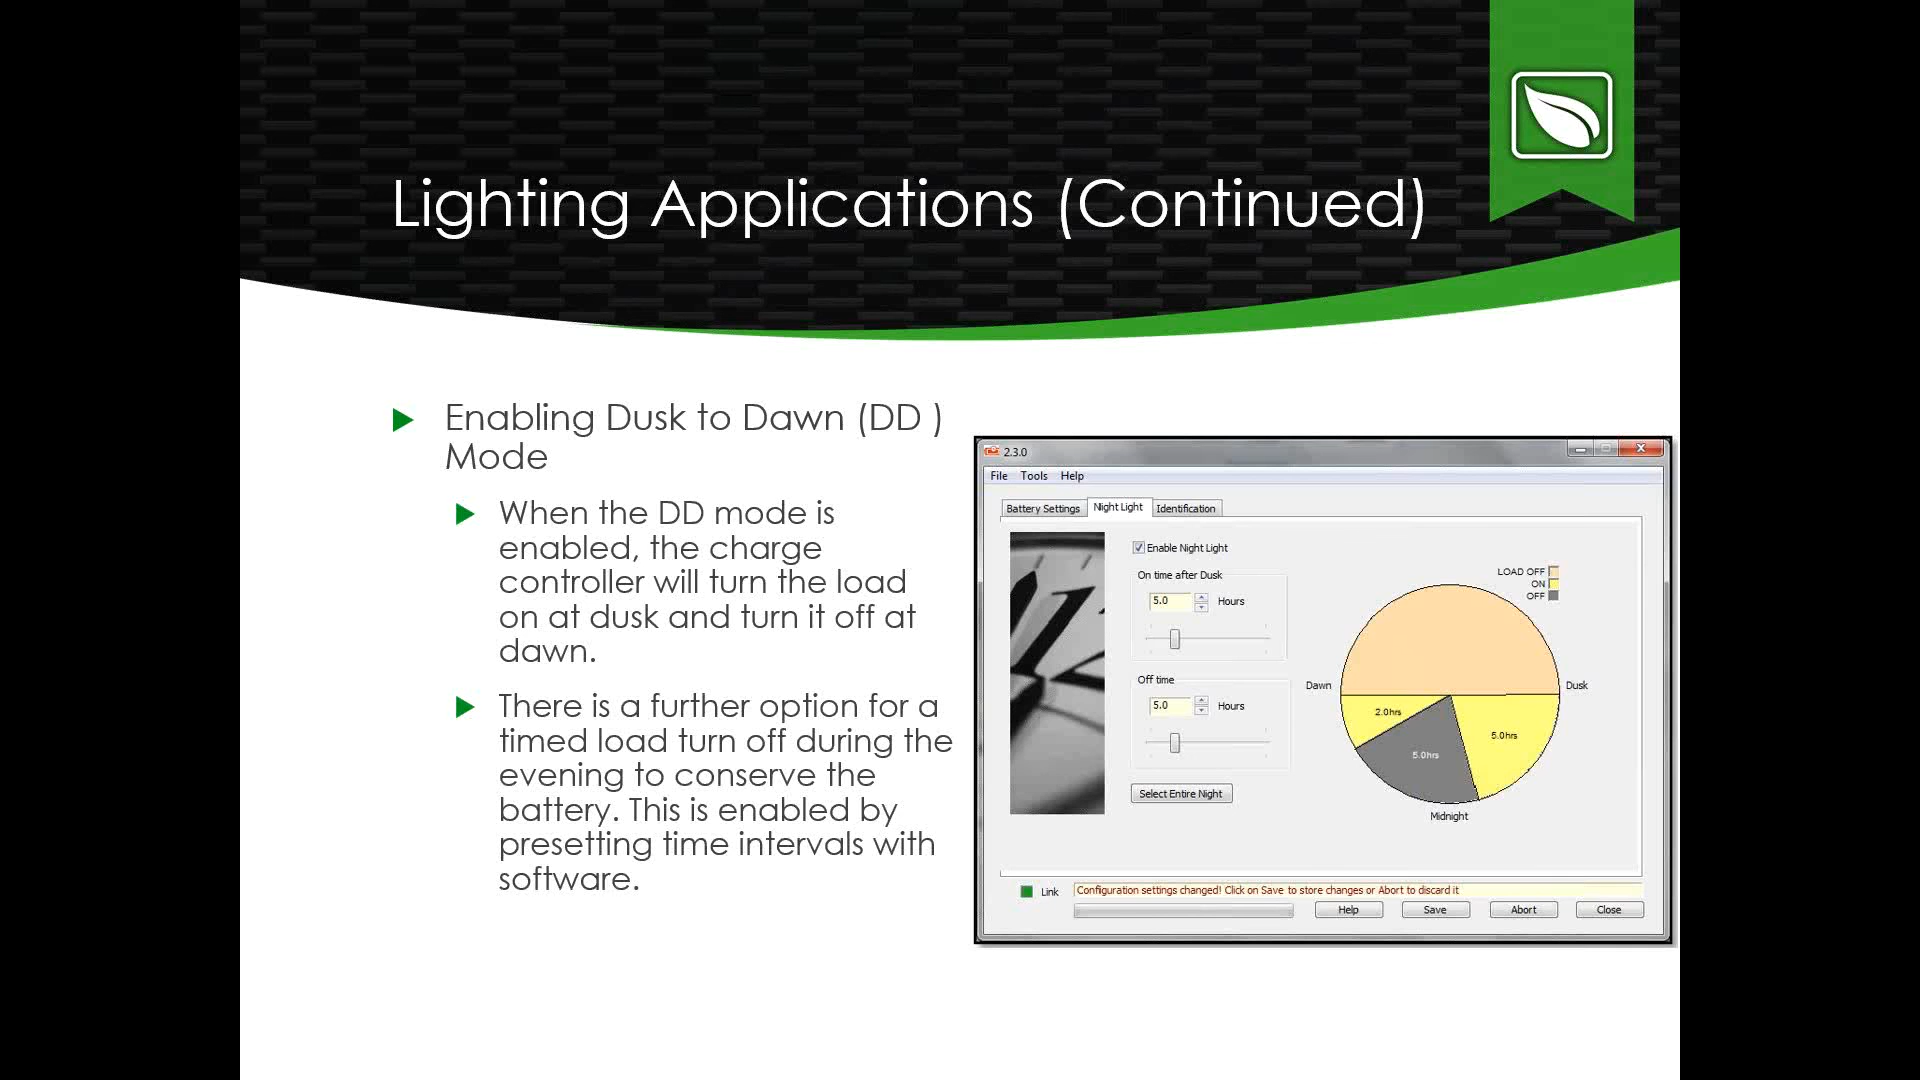 Lighting Applications (Continued)
Enabling Dusk to Dawn (DD )
Mode
When the DD mode is
enabled, the charge
controller will turn the load
on at dusk and turn it off at
dawn.
There is a further option for a
timed load turn off during the
evening to conserve the
battery. This is enabled by
presetting time intervals with
software.
2.3.0
File Tools Help
Battery Settings Night Light Identification
Enable Night Light
On time after Dusk
5.0 Hours
Off time
5.0 Hours
Select Entire Night
LOAD OFF
ON
OFF
Dawn
Dusk
2.0hrs
5.0hrs
5.0hrs
Midnight
Link
Configuration settings changed! Click on Save to store changes or Abort to discard it
Help Save Abort Close